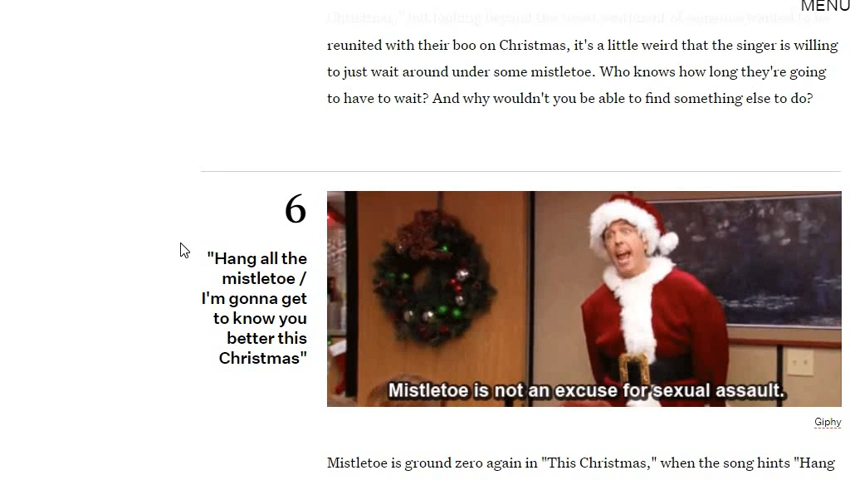 MENU
reunited with their boo on Christmas, it's a little weird that the singer is willing
to just wait around under some mistletoe. Who knows how long they're going
to have to wait? And why wouldn't you be able to find something else to do?
6
"Hang all the
mistletoe /
I'm gonna get
to know you
better this
Christmas"
Mistletoe is not an excuse for sexual assault.
Giphy
Mistletoe is ground zero again in "This Christmas," when the song hints "Hang